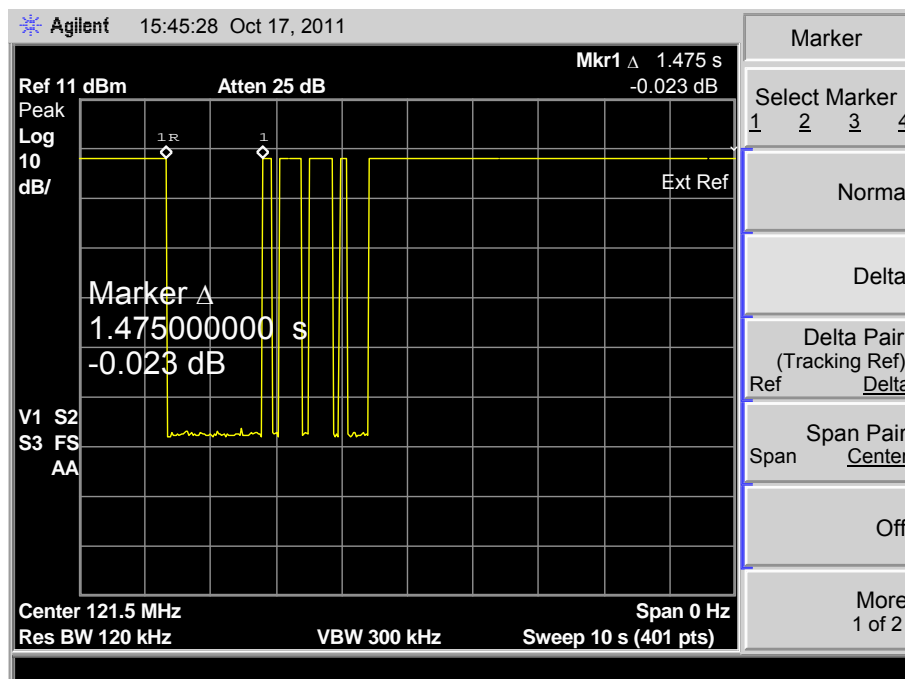 Agilent 15:45:28 Oct 17, 2011
Mkr1 Δ 1.475 s
Ref 11 dBm Atten 25 dB -0.023 dB
Peak
Log
10
dB/
1R 1
Ext Ref
Marker Δ
1.475000000 s
-0.023 dB
V1 S2
S3 FS
AA
Center 121.5 MHz Span 0 Hz
Res BW 120 kHz VBW 300 kHz Sweep 10 s (401 pts)
Marker
Select Marker
1 2 3 4
Norma
Delta
Delta Pair
(Tracking Ref)
Ref Delta
Span Pair
Span Center
Off
More
1 of 2